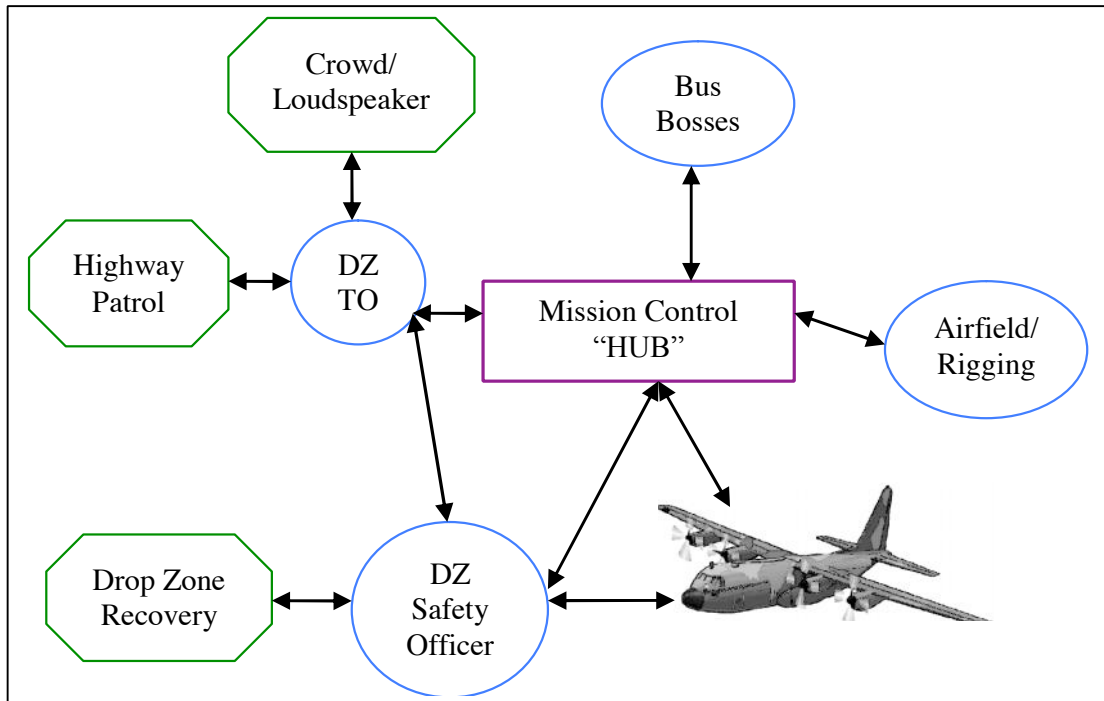 Crowd/
Loudspeaker
Bus
Bosses
Highway
Patrol
DZ
TO
Mission Control
“HUB”
Airfield/
Rigging
Drop Zone
Recovery
DZ
Safety
Officer